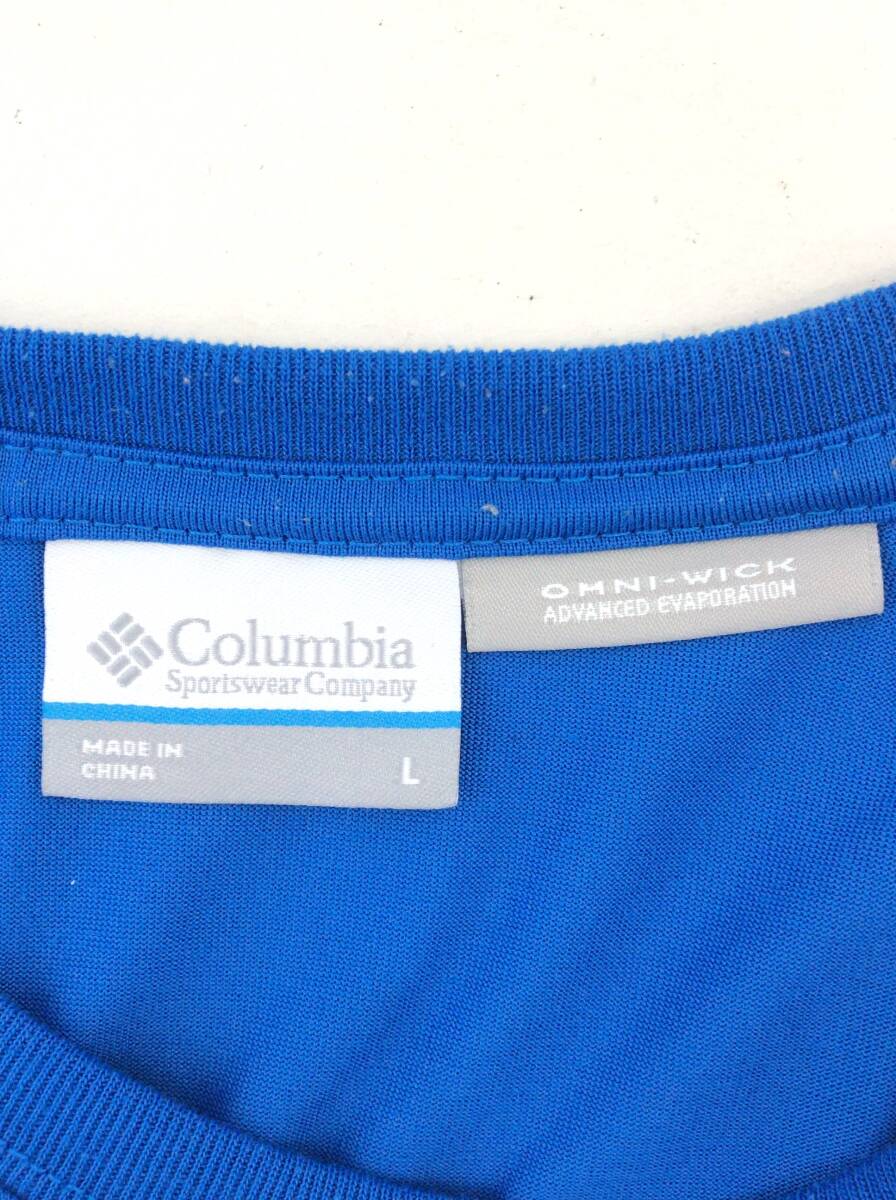 Columbia
Sportswear Company
MADE IN
CHINA
L
OMNI-WICK
ADVANCED EVAPORATION